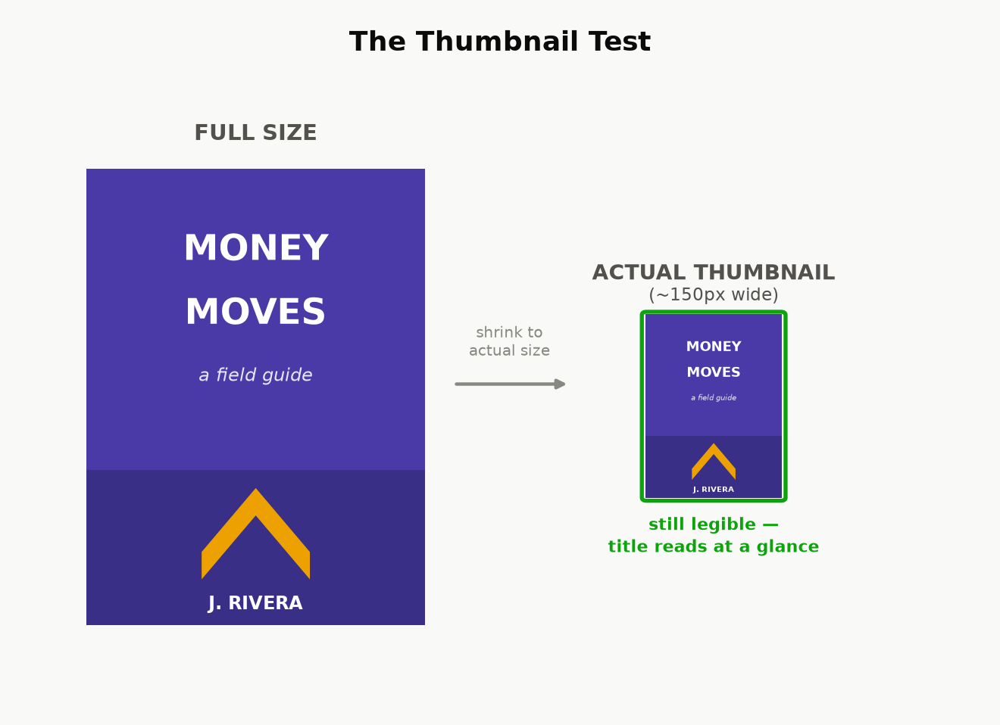 The Thumbnail Test
FULL SIZE
MONEY
MOVES
a field guide
J. RIVERA
shrink to
actual size
ACTUAL THUMBNAIL
(~150px wide)
MONEY
MOVES
a field guide
J. RIVERA
still legible —
title reads at a glance